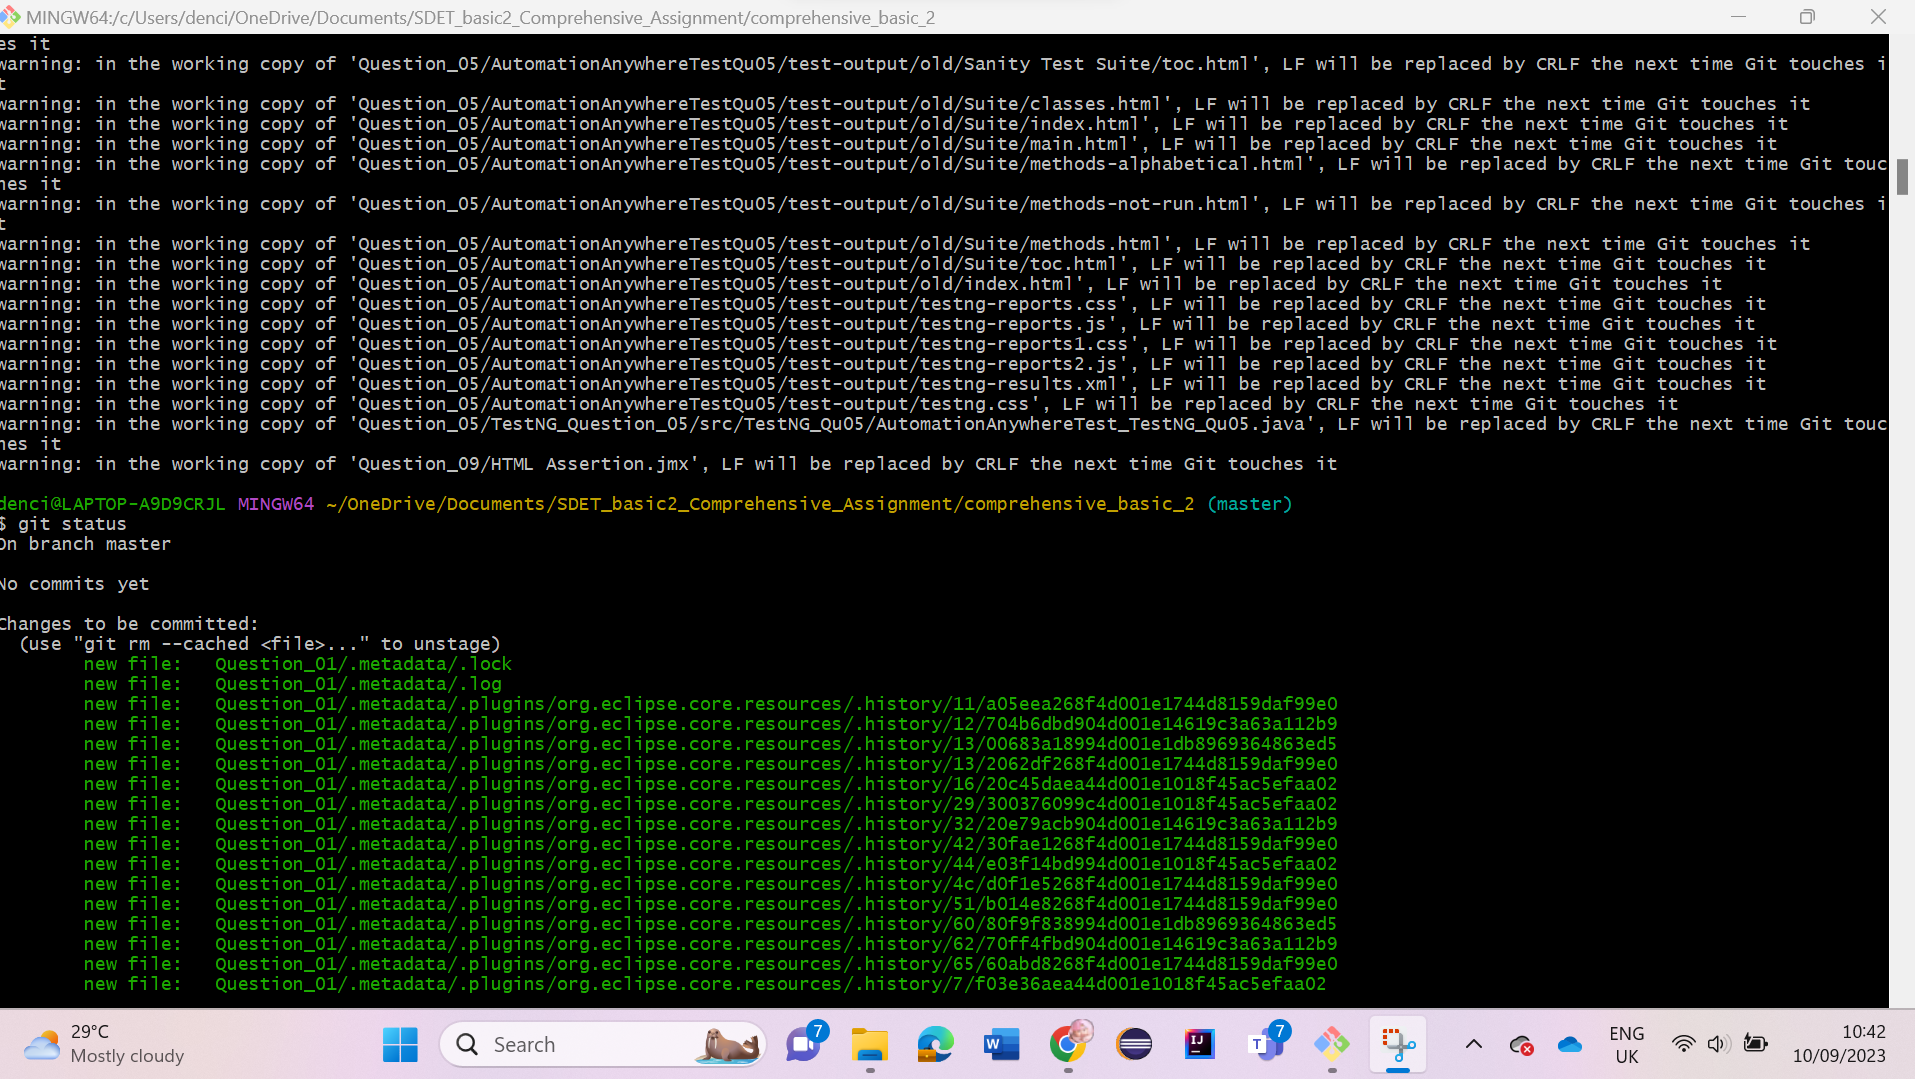 MINGW64:/c/Users/denci/OneDrive/Documents/SDET_basic2_Comprehensive_Assignment/comprehensive_basic_2
es it
warning: in the working copy of 'Question_05/AutomationAnywhereTestQu05/test-output/old/Sanity Test Suite/toc.html', LF will be replaced by CRLF the next time Git touches i
t
warning: in the working copy of 'Question_05/AutomationAnywhereTestQu05/test-output/old/Suite/classes.html', LF will be replaced by CRLF the next time Git touches it
warning: in the working copy of 'Question_05/AutomationAnywhereTestQu05/test-output/old/Suite/index.html', LF will be replaced by CRLF the next time Git touches it
warning: in the working copy of 'Question_05/AutomationAnywhereTestQu05/test-output/old/Suite/main.html', LF will be replaced by CRLF the next time Git touches it
warning: in the working copy of 'Question_05/AutomationAnywhereTestQu05/test-output/old/Suite/methods-alphabetical.html', LF will be replaced by CRLF the next time Git touc
hes it
warning: in the working copy of 'Question_05/AutomationAnywhereTestQu05/test-output/old/Suite/methods-not-run.html', LF will be replaced by CRLF the next time Git touches i
t
warning: in the working copy of 'Question_05/AutomationAnywhereTestQu05/test-output/old/Suite/methods.html', LF will be replaced by CRLF the next time Git touches it
warning: in the working copy of 'Question_05/AutomationAnywhereTestQu05/test-output/old/Suite/toc.html', LF will be replaced by CRLF the next time Git touches it
warning: in the working copy of 'Question_05/AutomationAnywhereTestQu05/test-output/old/index.html', LF will be replaced by CRLF the next time Git touches it
warning: in the working copy of 'Question_05/AutomationAnywhereTestQu05/test-output/testng-reports.css', LF will be replaced by CRLF the next time Git touches it
warning: in the working copy of 'Question_05/AutomationAnywhereTestQu05/test-output/testng-reports.js', LF will be replaced by CRLF the next time Git touches it
warning: in the working copy of 'Question_05/AutomationAnywhereTestQu05/test-output/testng-reports1.css', LF will be replaced by CRLF the next time Git touches it
warning: in the working copy of 'Question_05/AutomationAnywhereTestQu05/test-output/testng-reports2.js', LF will be replaced by CRLF the next time Git touches it
warning: in the working copy of 'Question_05/AutomationAnywhereTestQu05/test-output/testng-results.xml', LF will be replaced by CRLF the next time Git touches it
warning: in the working copy of 'Question_05/AutomationAnywhereTestQu05/test-output/testng.css', LF will be replaced by CRLF the next time Git touches it
warning: in the working copy of 'Question_05/TestNG_Question_05/src/TestNG_Qu05/AutomationAnywhereTest_TestNG_Qu05.java', LF will be replaced by CRLF the next time Git touc
hes it
warning: in the working copy of 'Question_09/HTML Assertion.jmx', LF will be replaced by CRLF the next time Git touches it
denci@LAPTOP-A9D9CRJL MINGW64 ~/OneDrive/Documents/SDET_basic2_Comprehensive_Assignment/comprehensive_basic_2 (master)
$ git status
On branch master
No commits yet
Changes to be committed:
(use "git rm --cached <file>..." to unstage)
new file: Question_01/.metadata/.lock
new file: Question_01/.metadata/.log
new file: Question_01/.metadata/.plugins/org.eclipse.core.resources/.history/11/a05eea268f4d001e1744d8159daf99e0
new file: Question_01/.metadata/.plugins/org.eclipse.core.resources/.history/12/704b6dbd904d001e14619c3a63a112b9
new file: Question_01/.metadata/.plugins/org.eclipse.core.resources/.history/13/00683a18994d001e1db8969364863ed5
new file: Question_01/.metadata/.plugins/org.eclipse.core.resources/.history/13/2062df268f4d001e1744d8159daf99e0
new file: Question_01/.metadata/.plugins/org.eclipse.core.resources/.history/16/20c45daea44d001e1018f45ac5efaa02
new file: Question_01/.metadata/.plugins/org.eclipse.core.resources/.history/29/300376099c4d001e1018f45ac5efaa02
new file: Question_01/.metadata/.plugins/org.eclipse.core.resources/.history/32/20e79acb904d001e14619c3a63a112b9
new file: Question_01/.metadata/.plugins/org.eclipse.core.resources/.history/42/30fae1268f4d001e1744d8159daf99e0
new file: Question_01/.metadata/.plugins/org.eclipse.core.resources/.history/44/e03f14bd994d001e1018f45ac5efaa02
new file: Question_01/.metadata/.plugins/org.eclipse.core.resources/.history/4c/d0f1e5268f4d001e1744d8159daf99e0
new file: Question_01/.metadata/.plugins/org.eclipse.core.resources/.history/51/b014e8268f4d001e1744d8159daf99e0
new file: Question_01/.metadata/.plugins/org.eclipse.core.resources/.history/60/80f9f838994d001e1db8969364863ed5
new file: Question_01/.metadata/.plugins/org.eclipse.core.resources/.history/62/70ff4fbd904d001e14619c3a63a112b9
new file: Question_01/.metadata/.plugins/org.eclipse.core.resources/.history/65/60abd8268f4d001e1744d8159daf99e0
new file: Question_01/.metadata/.plugins/org.eclipse.core.resources/.history/7/f03e36aea44d001e1018f45ac5efaa02
29°C
Mostly cloudy
Search
7
W
IJ
T
7
ENG
UK
10:42
10/09/2023